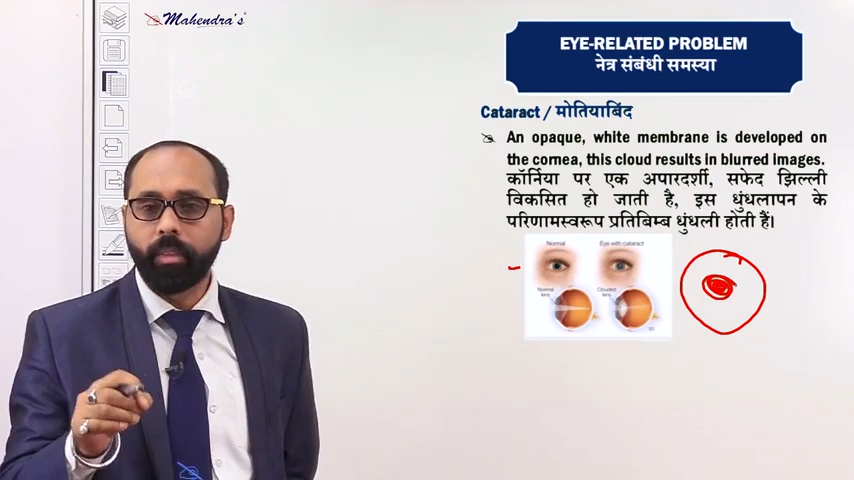 Mahendra's
EYE-RELATED PROBLEM
नेत्र संबंधी समस्या
Cataract / मोतियाबिंद
An opaque, white membrane is developed on
the cornea, this cloud results in blurred images.
कॉर्निया पर एक अपारदर्शी, सफेद झिल्ली
विकसित हो जाती है, इस धुंधलापन के
परिणामस्वरूप प्रतिबिम्ब धुंधली होती हैं।
Normal
Eye with cataract
Normal
lens
Clouded
lens